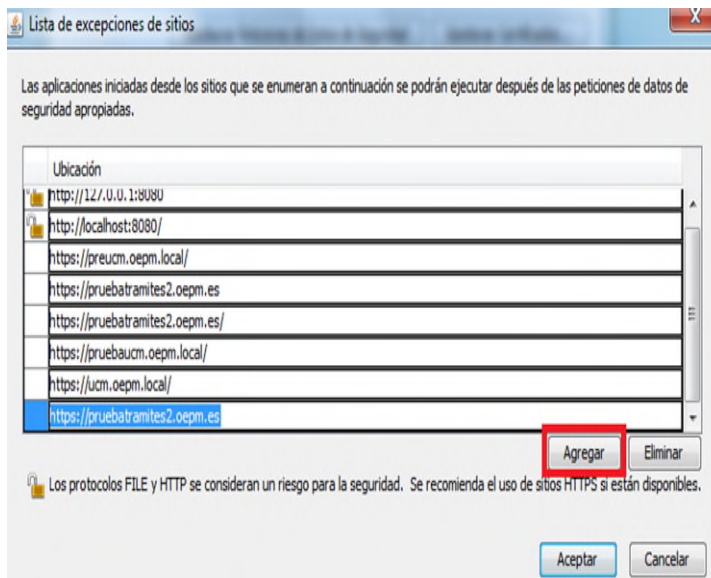 Lista de excepciones de sitios
X
Las aplicaciones iniciadas desde los sitios que se enumeran a continuación se podrán ejecutar después de las peticiones de datos de
seguridad apropiadas.
Ubicación
http://127.0.0.1:8080
http://localhost:8080/
https://preucm.oepm.local/
https://pruebatramites2.oepm.es
https://pruebatramites2.oepm.es/
https://pruebaucm.oepm.local/
https://ucm.oepm.local/
https://pruebatramites2.oepm.es
Agregar Eliminar
Los protocolos FILE y HTTP se consideran un riesgo para la seguridad. Se recomienda el uso de sitios HTTPS si están disponibles.
Aceptar Cancelar